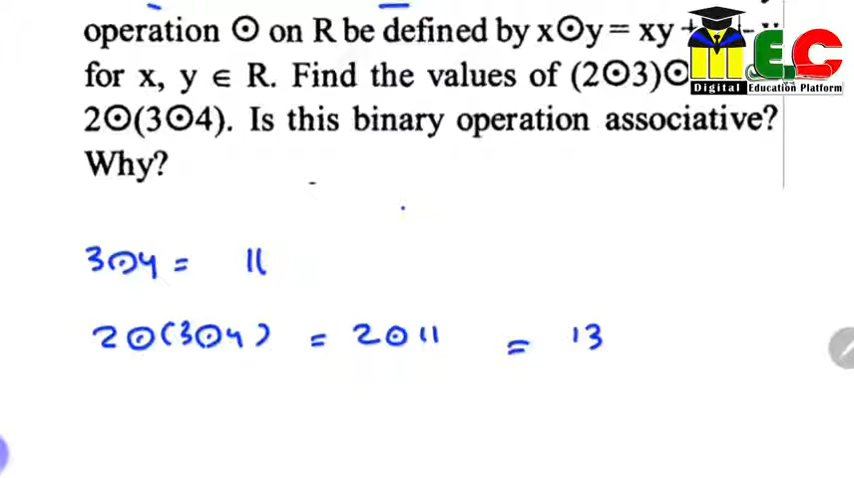 operation ⊙ on R be defined by x⊙y = xy +
for x, y ∈ R. Find the values of (2⊙3)⊙
2⊙(3⊙4). Is this binary operation associative?
Why?
MEC
Digital Education Platform
3⊙4 = 11
2⊙(3⊙4) = 2⊙11 = 13